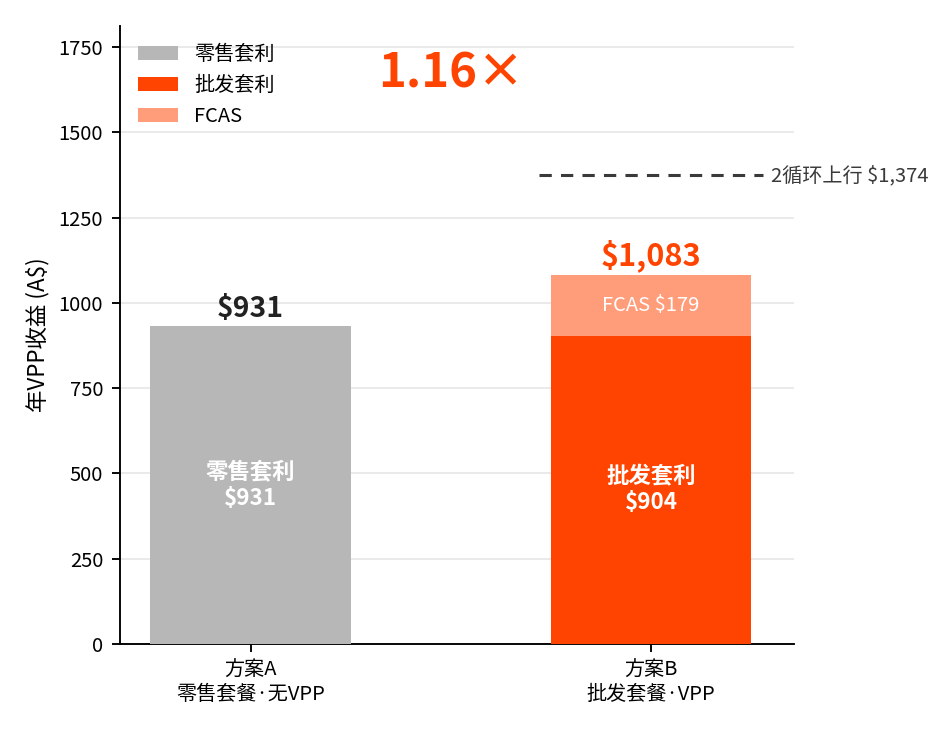 零售套利
批发套利
FCAS
1.16×
年VPP收益 (A$)
1750
1500
1250
1000
750
500
250
0
2循环上行 $1,374
$1,083
FCAS $179
$931
零售套利
$931
批发套利
$904
方案A
零售套餐·无VPP
方案B
批发套餐·VPP